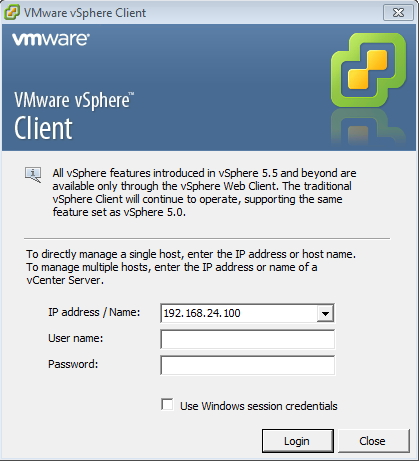 VMware vSphere Client
vmware®
VMware vSphere™
Client
All vSphere features introduced in vSphere 5.5 and beyond are
available only through the vSphere Web Client. The traditional
vSphere Client will continue to operate, supporting the same
feature set as vSphere 5.0.
To directly manage a single host, enter the IP address or host name.
To manage multiple hosts, enter the IP address or name of a
vCenter Server.
IP address / Name: 192.168.24.100
User name:
Password:
Use Windows session credentials
Login Close